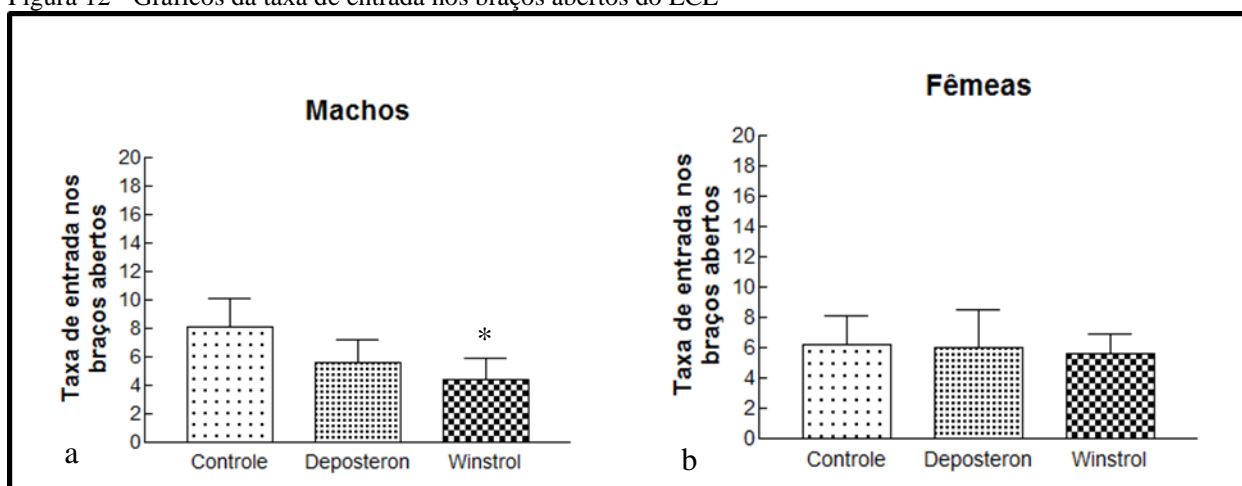 Figura 12 - Gráficos da taxa de entrada nos braços abertos do LCE
Machos
Taxa de entrada nos
braços abertos
20
18
16
14
12
10
8
6
4
2
0
*
a
Controle Deposteron Winstrol
Fêmeas
Taxa de entrada nos
braços abertos
20
18
16
14
12
10
8
6
4
2
0
b
Controle Deposteron Winstrol